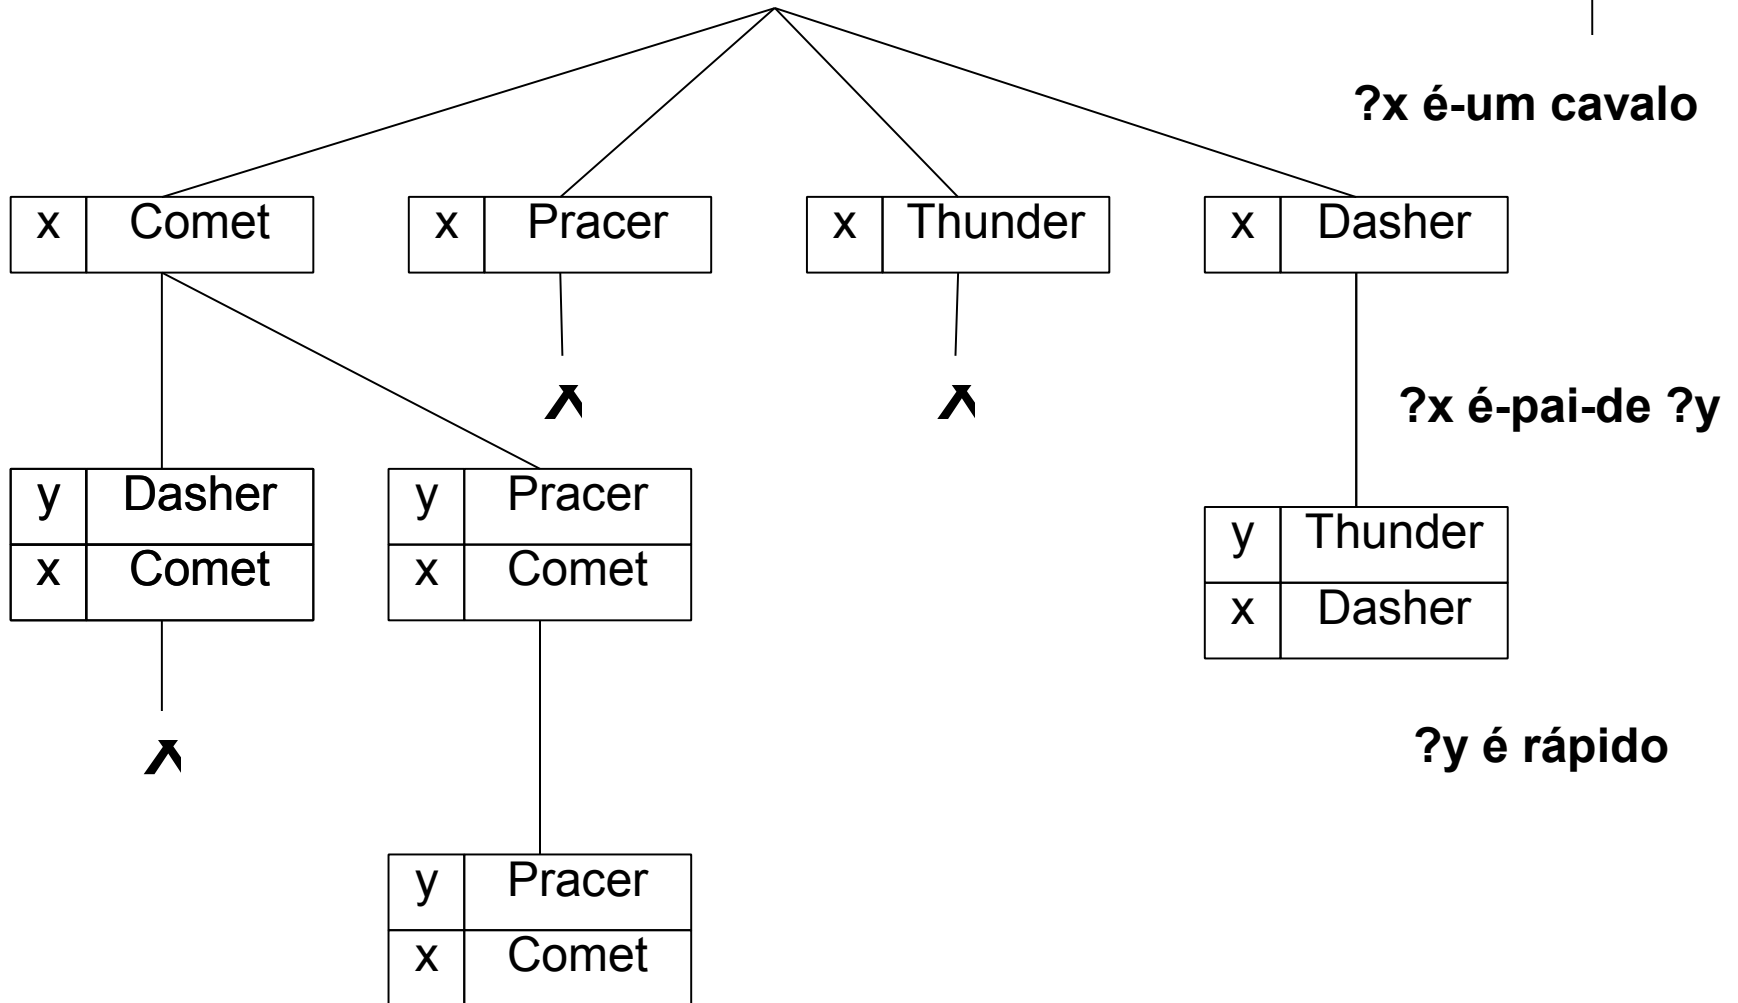 ?x é-um cavalo
x Comet x Pracer x Thunder x Dasher
?x é-pai-de ?y
y Dasher y Pracer
x Comet x Comet
y Thunder
x Dasher
?y é rápido
y Pracer
x Comet